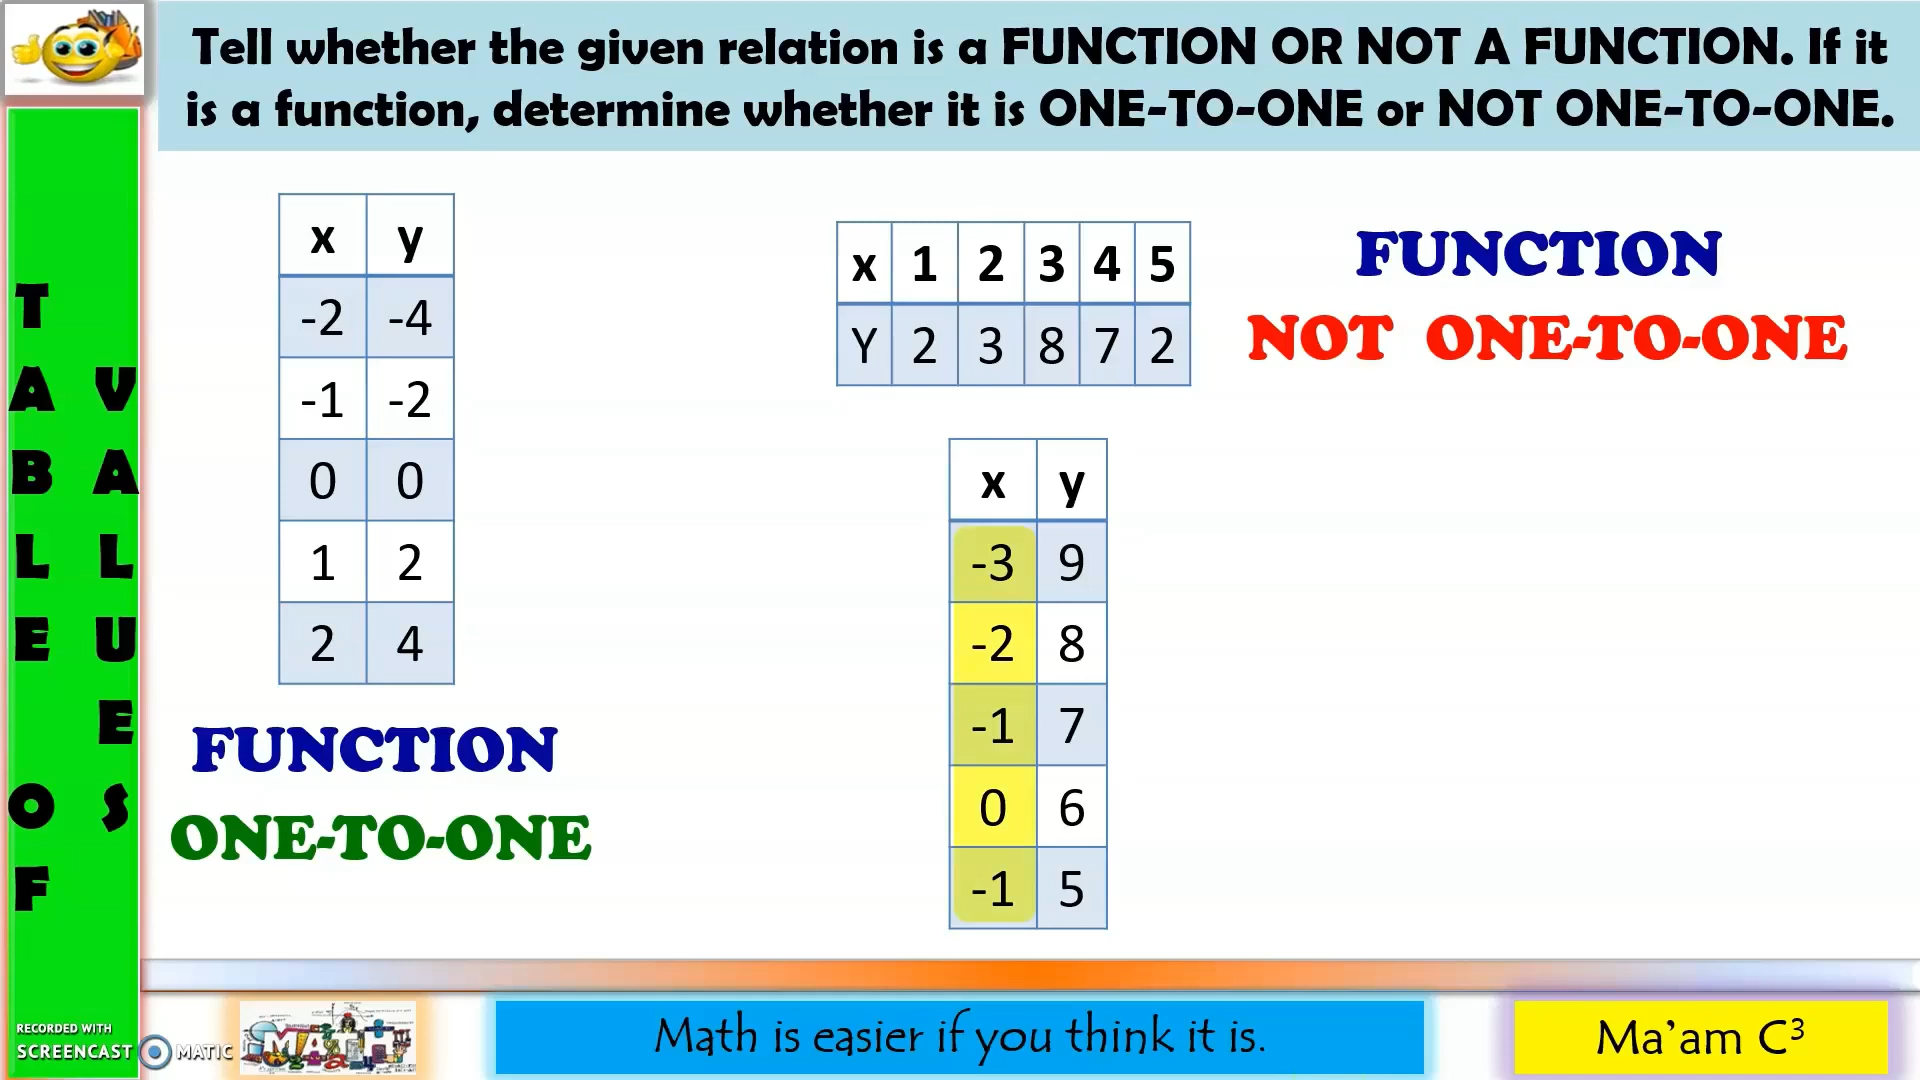 Tell whether the given relation is a FUNCTION OR NOT A FUNCTION. If it
is a function, determine whether it is ONE-TO-ONE or NOT ONE-TO-ONE.
TABLE OF
VALUES
x y
-2 -4
-1 -2
0 0
1 2
2 4
FUNCTION
ONE-TO-ONE
x 1 2 3 4 5
Y 2 3 8 7 2
FUNCTION
NOT ONE-TO-ONE
x y
-3 9
-2 8
-1 7
0 6
-1 5
RECORDED WITH
SCREENCAST MATIC
MATH
Math is easier if you think it is.
Ma'am C³